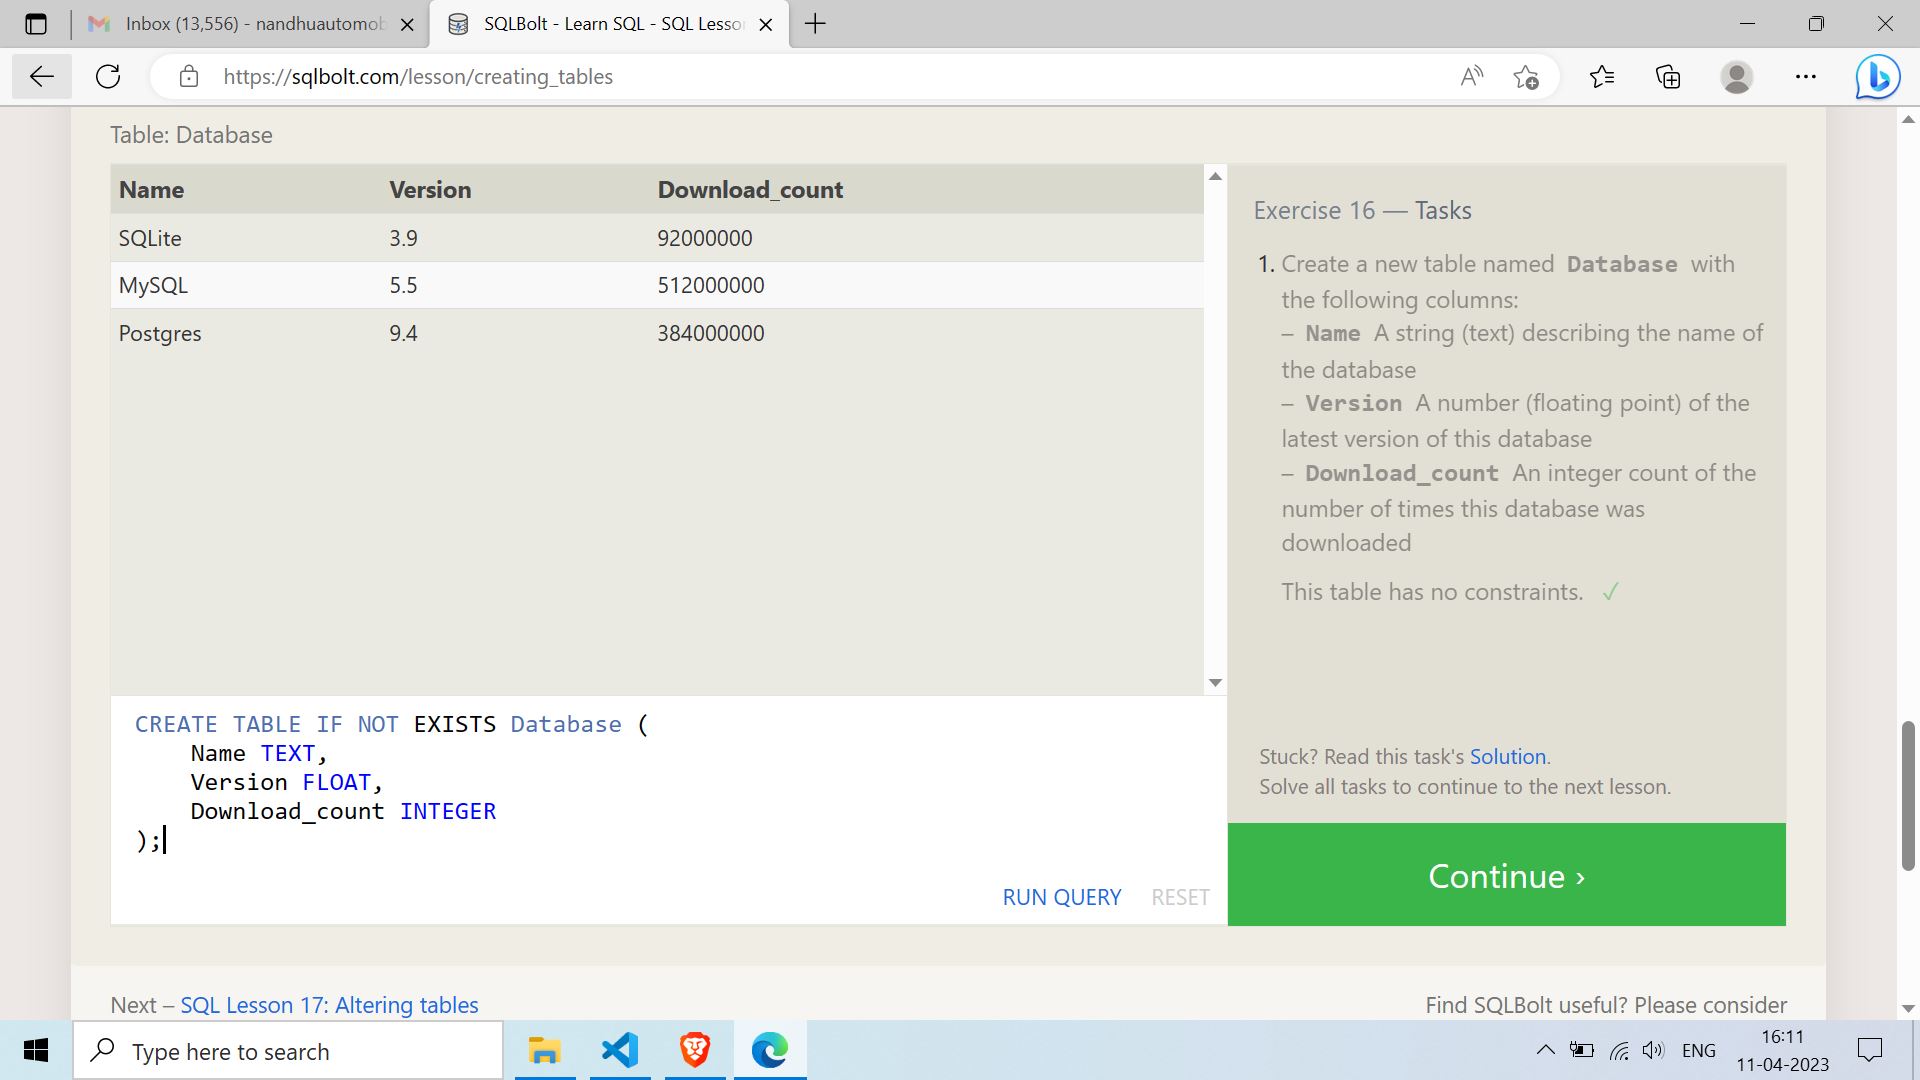 Inbox (13,556) - nandhuautomob
SQLBolt - Learn SQL - SQL Lesso
https://sqlbolt.com/lesson/creating_tables
Table: Database
Name Version Download_count
SQLite 3.9 92000000
MySQL 5.5 512000000
Postgres 9.4 384000000
Exercise 16 — Tasks
1. Create a new table named Database with
the following columns:
– Name A string (text) describing the name of
the database
– Version A number (floating point) of the
latest version of this database
– Download_count An integer count of the
number of times this database was
downloaded
This table has no constraints. ✓
Stuck? Read this task's Solution.
Solve all tasks to continue to the next lesson.
Continue ›
CREATE TABLE IF NOT EXISTS Database (
Name TEXT,
Version FLOAT,
Download_count INTEGER
);
RUN QUERY RESET
Next – SQL Lesson 17: Altering tables
Find SQLBolt useful? Please consider
Type here to search
ENG
16:11
11-04-2023